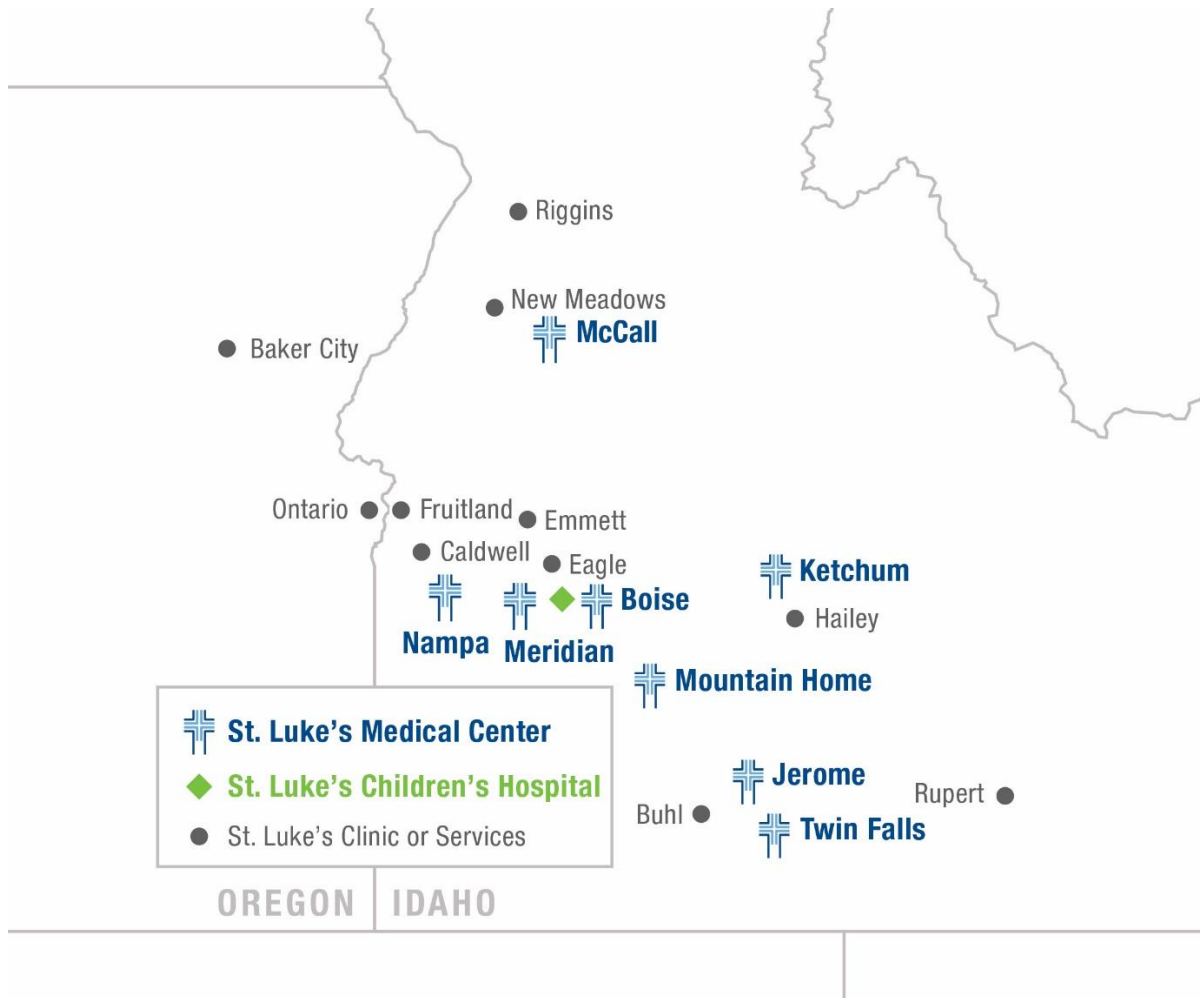 Riggins
New Meadows
McCall
Baker City
Ontario
Fruitland
Emmett
Caldwell
Eagle
Ketchum
Boise
Hailey
Nampa
Meridian
Mountain Home
St. Luke’s Medical Center
St. Luke’s Children’s Hospital
St. Luke’s Clinic or Services
Jerome
Rupert
Buhl
Twin Falls
OREGON
IDAHO